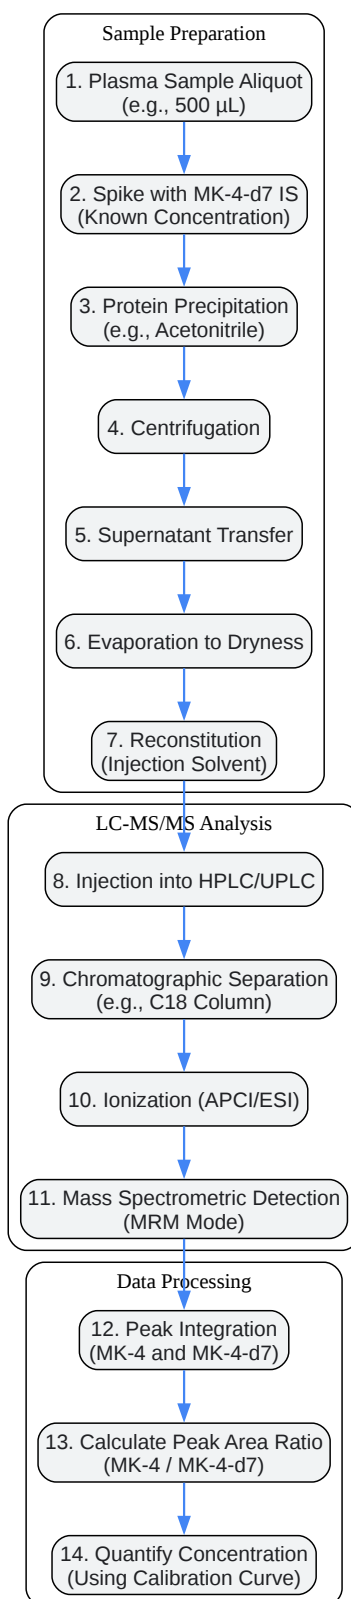 Sample Preparation
1. Plasma Sample Aliquot
(e.g., 500 µL)
2. Spike with MK-4-d7 IS
(Known Concentration)
3. Protein Precipitation
(e.g., Acetonitrile)
4. Centrifugation
5. Supernatant Transfer
6. Evaporation to Dryness
7. Reconstitution
(Injection Solvent)
LC-MS/MS Analysis
8. Injection into HPLC/UPLC
9. Chromatographic Separation
(e.g., C18 Column)
10. Ionization (APCI/ESI)
11. Mass Spectrometric Detection
(MRM Mode)
Data Processing
12. Peak Integration
(MK-4 and MK-4-d7)
13. Calculate Peak Area Ratio
(MK-4 / MK-4-d7)
14. Quantify Concentration
(Using Calibration Curve)